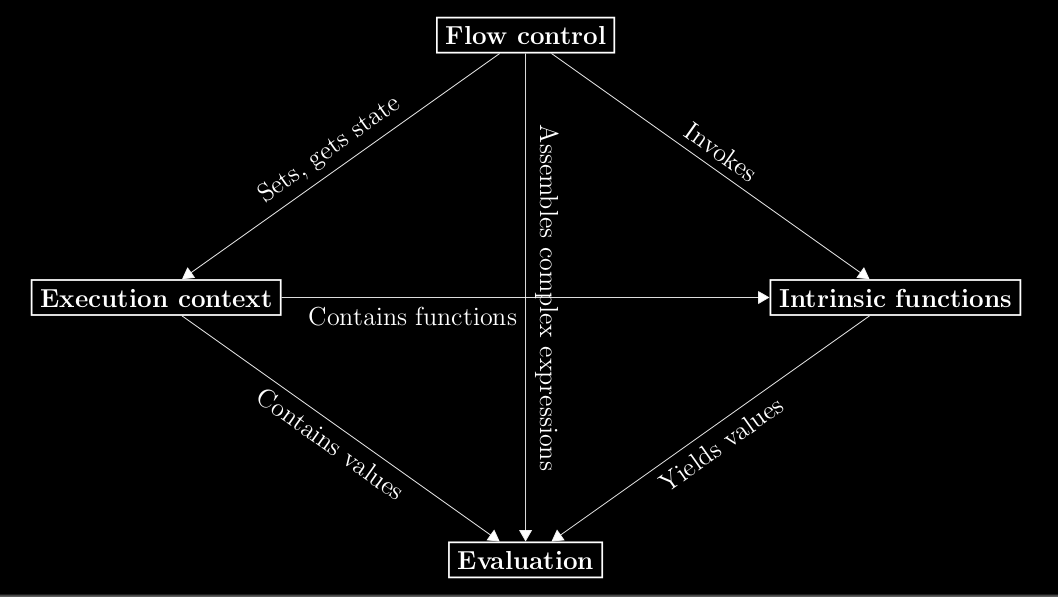 Flow control
Sets, gets state
Invokes
Assembles complex expressions
Execution context
Intrinsic functions
Contains functions
Contains values
Yields values
Evaluation